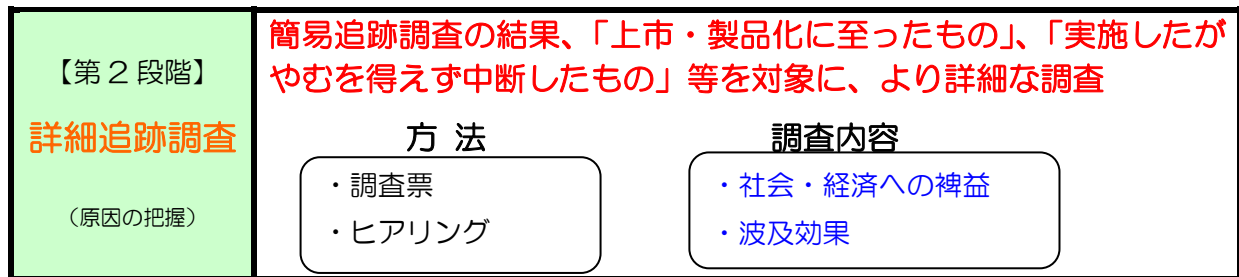 【第２段階】
詳細追跡調査
（原因の把握）
簡易追跡調査の結果、「上市・製品化に至ったもの」、「実施したが
やむを得えず中断したもの」等を対象に、より詳細な調査
方 法
・調査票
・ヒアリング
調査内容
・社会・経済への裨益
・波及効果